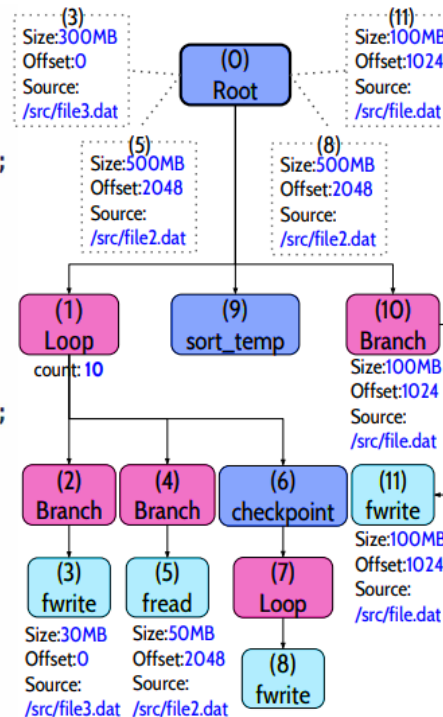 (3)
Size:300MB
Offset:0
Source:
/src/file3.dat
(0)
Root
(11)
Size:100MB
Offset:1024
Source:
/src/file.dat
;
(5)
Size:500MB
Offset:2048
Source:
/src/file2.dat
(8)
Size:500MB
Offset:2048
Source:
/src/file2.dat
(1)
Loop
count: 10
(9)
sort_temp
(10)
Branch
Size:100MB
Offset:1024
Source:
/src/file.dat
;
(2)
Branch
(4)
Branch
(6)
checkpoint
(11)
fwrite
Size:100MB
Offset:1024
Source:
/src/file.dat
(3)
fwrite
Size:30MB
Offset:0
Source:
/src/file3.dat
(5)
fread
Size:50MB
Offset:2048
Source:
/src/file2.dat
(7)
Loop
(8)
fwrite